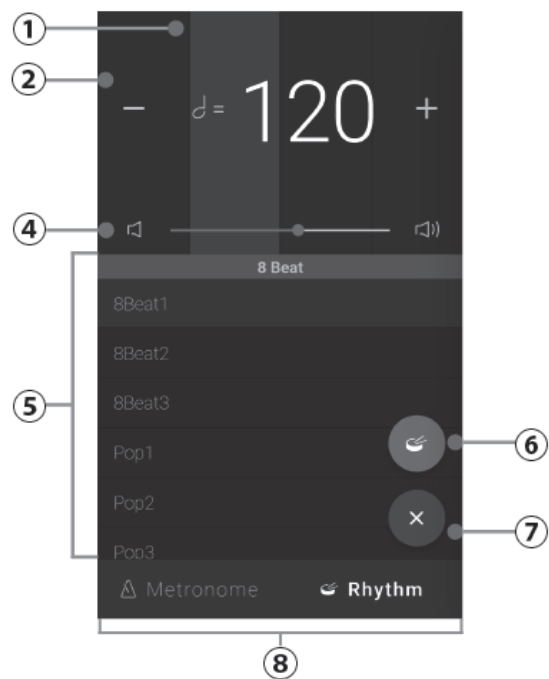 1
2
− 𝅗𝅥 = 120 +
4
8 Beat
8Beat1
8Beat2
5
8Beat3
6
Pop1
Pop2
7
Pop3
Metronome Rhythm
8